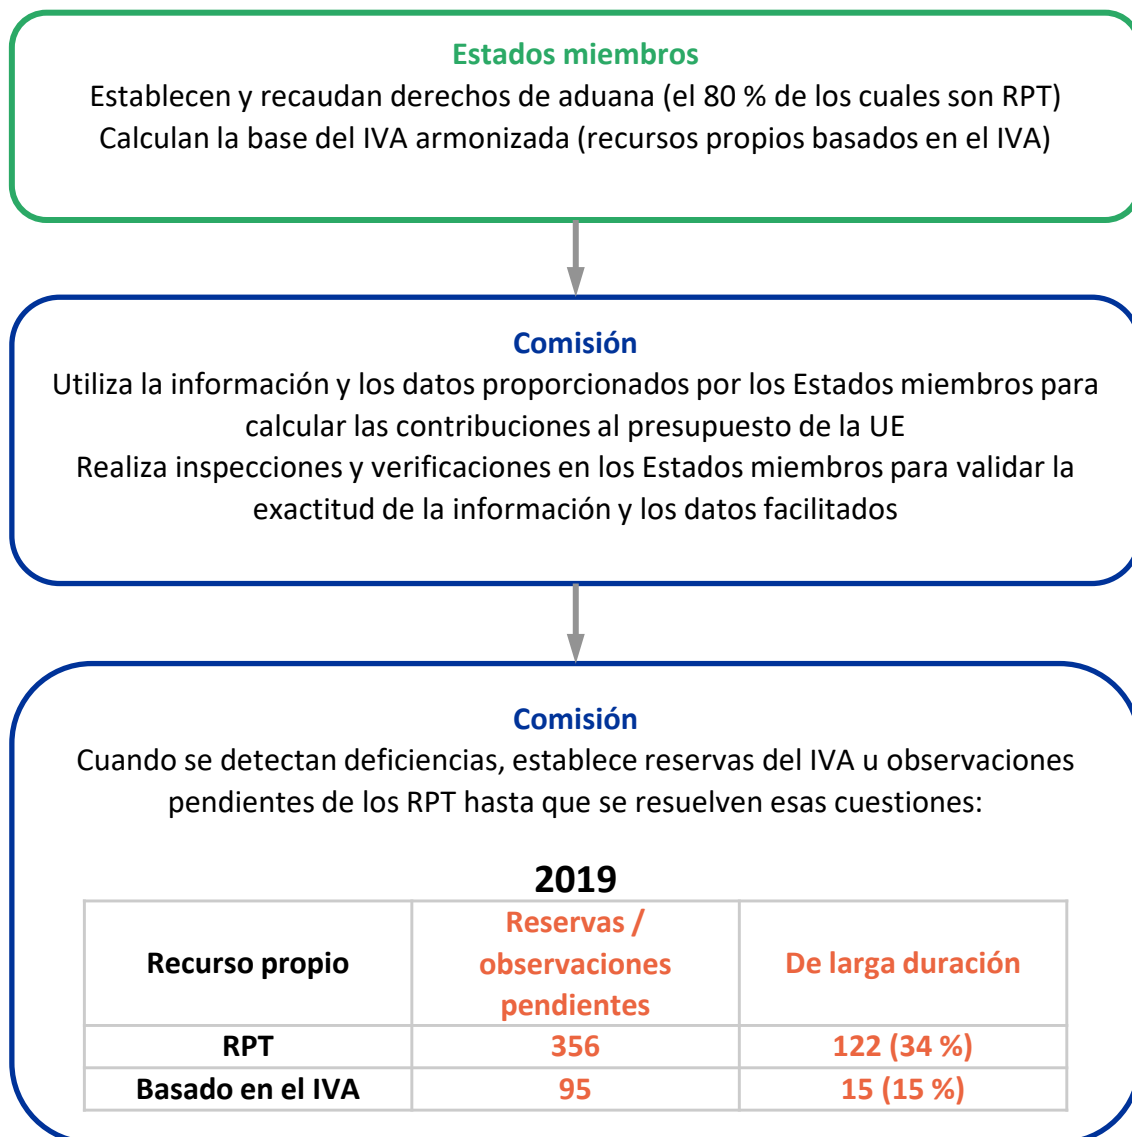 Estados miembros
Establecen y recaudan derechos de aduana (el 80 % de los cuales son RPT)
Calculan la base del IVA armonizada (recursos propios basados en el IVA)
Comisión
Utiliza la información y los datos proporcionados por los Estados miembros para
calcular las contribuciones al presupuesto de la UE
Realiza inspecciones y verificaciones en los Estados miembros para validar la
exactitud de la información y los datos facilitados
Comisión
Cuando se detectan deficiencias, establece reservas del IVA u observaciones
pendientes de los RPT hasta que se resuelven esas cuestiones:
2019
Recurso propio
Reservas /
observaciones
pendientes
De larga duración
RPT
356
122 (34 %)
Basado en el IVA
95
15 (15 %)